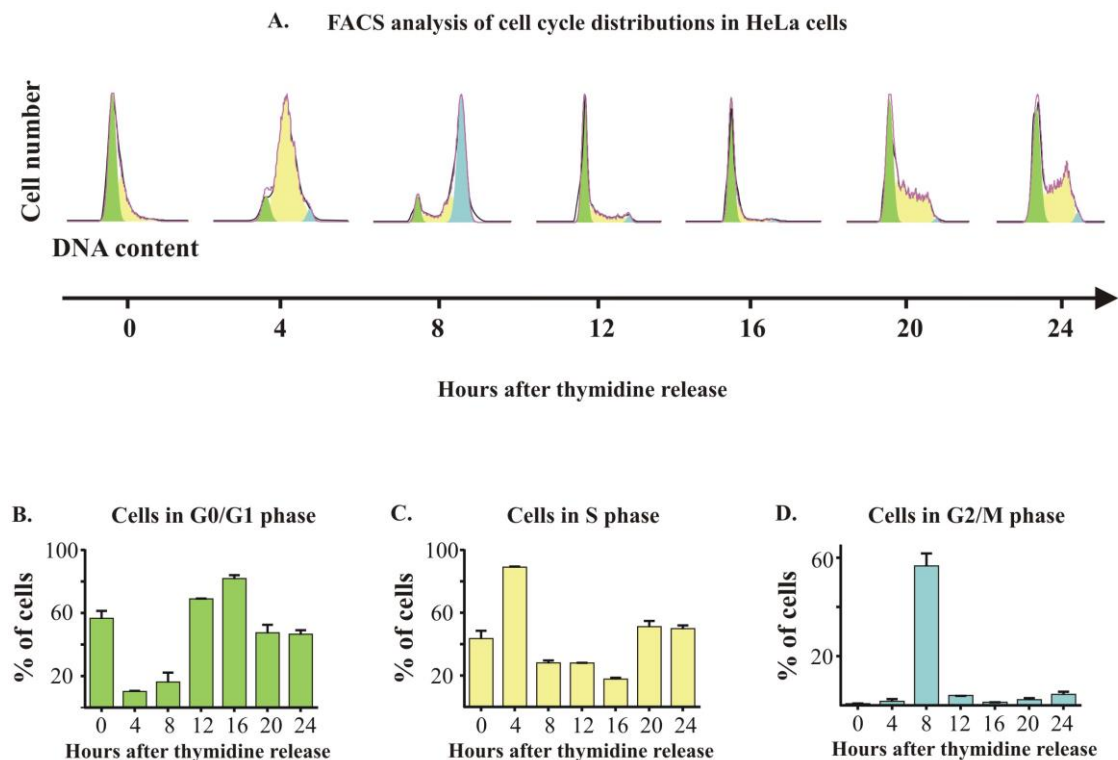 A. FACS analysis of cell cycle distributions in HeLa cells
Cell number
DNA content
0 4 8 12 16 20 24
Hours after thymidine release
B. Cells in G0/G1 phase
% of cells
100
60
20
0 4 8 12 16 20 24
Hours after thymidine release
C. Cells in S phase
% of cells
100
60
20
0 4 8 12 16 20 24
Hours after thymidine release
D. Cells in G2/M phase
% of cells
60
20
0 4 8 12 16 20 24
Hours after thymidine release